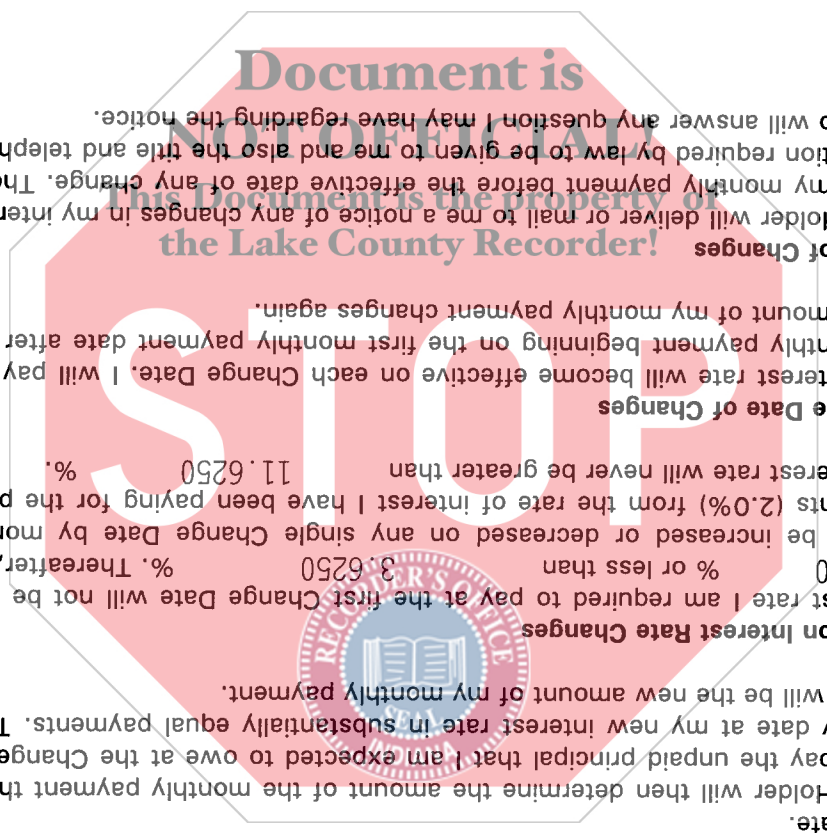 Document is
NOT OFFICIAL!
This Document is the property of
the Lake County Recorder!
STOP
RECORDER'S OFFICE
SEAL
INDIANA
ate.
Holder will then determine the amount of the monthly payment th
pay the unpaid principal that I am expected to owe at the Change
y date at my new interest rate in substantially equal payments. T
will be the new amount of my monthly payment.
on Interest Rate Changes
st rate I am required to pay at the first Change Date will not be
0 % or less than 3.6250 %. Thereafter,
be increased or decreased on any single Change Date by mo
nts (2.0%) from the rate of interest I have been paying for the p
erest rate will never be greater than 11.6250 %.
e Date of Changes
terest rate will become effective on each Change Date. I will pay
nthly payment beginning on the first monthly payment date after
mount of my monthly payment changes again.
of Changes
Holder will deliver or mail to me a notice of any changes in my inter
my monthly payment before the effective date of any change. The
tion required by law to be given to me and also the title and teleph
o will answer any question I may have regarding the notice.